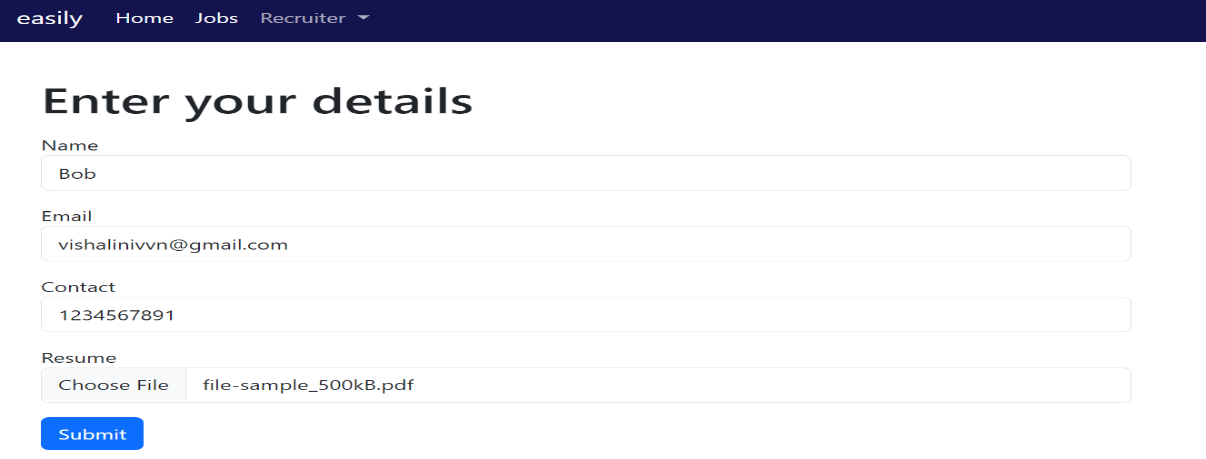 easily Home Jobs Recruiter
Enter your details
Name
Bob
Email
vishalinivvn@gmail.com
Contact
1234567891
Resume
Choose File file-sample_500kB.pdf
Submit